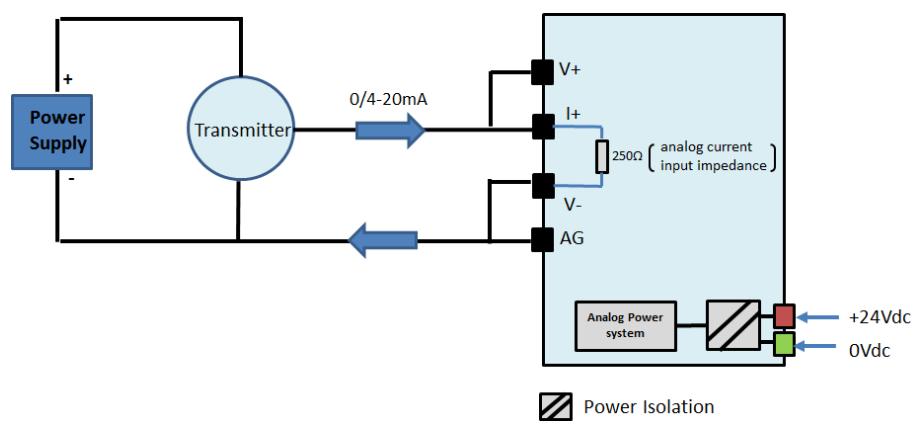 +
Power
Supply
-
Transmitter
0/4-20mA
V+
I+
250Ω ( analog current
input impedance )
V-
AG
Analog Power
system
+24Vdc
0Vdc
Power Isolation